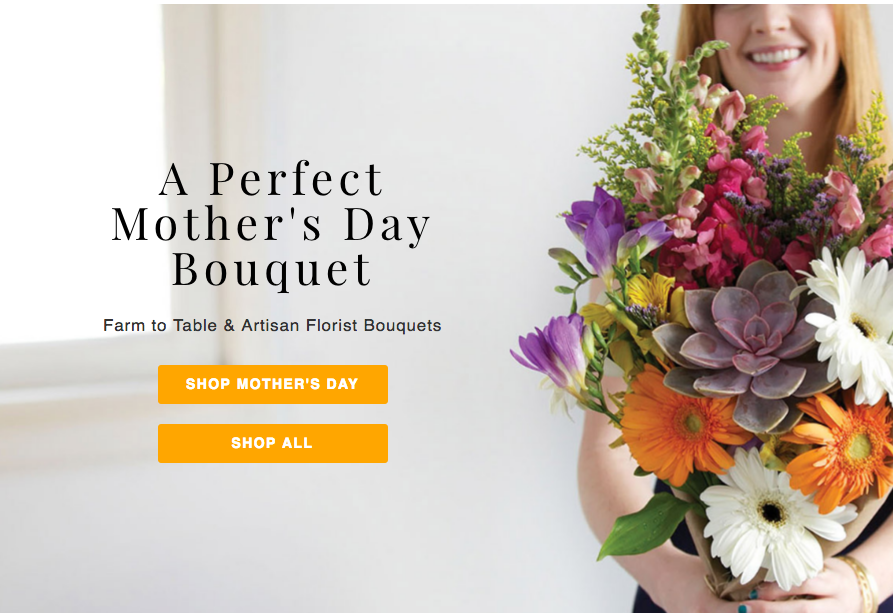 A Perfect
Mother's Day
Bouquet
Farm to Table & Artisan Florist Bouquets
SHOP MOTHER'S DAY
SHOP ALL